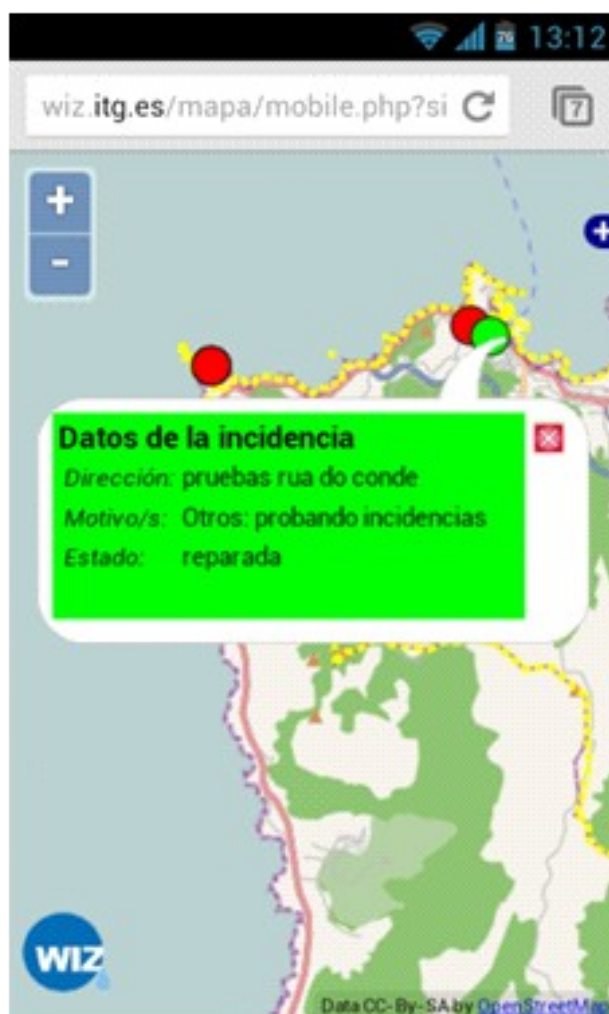 76 13:12
wiz.itg.es/mapa/mobile.php?si 7
+
-
+
Datos de la incidencia
Dirección: pruebas rua do conde
Motivo/s: Otros: probando incidencias
Estado: reparada
WIZ
Data CC-By-SA by OpenStreetMap